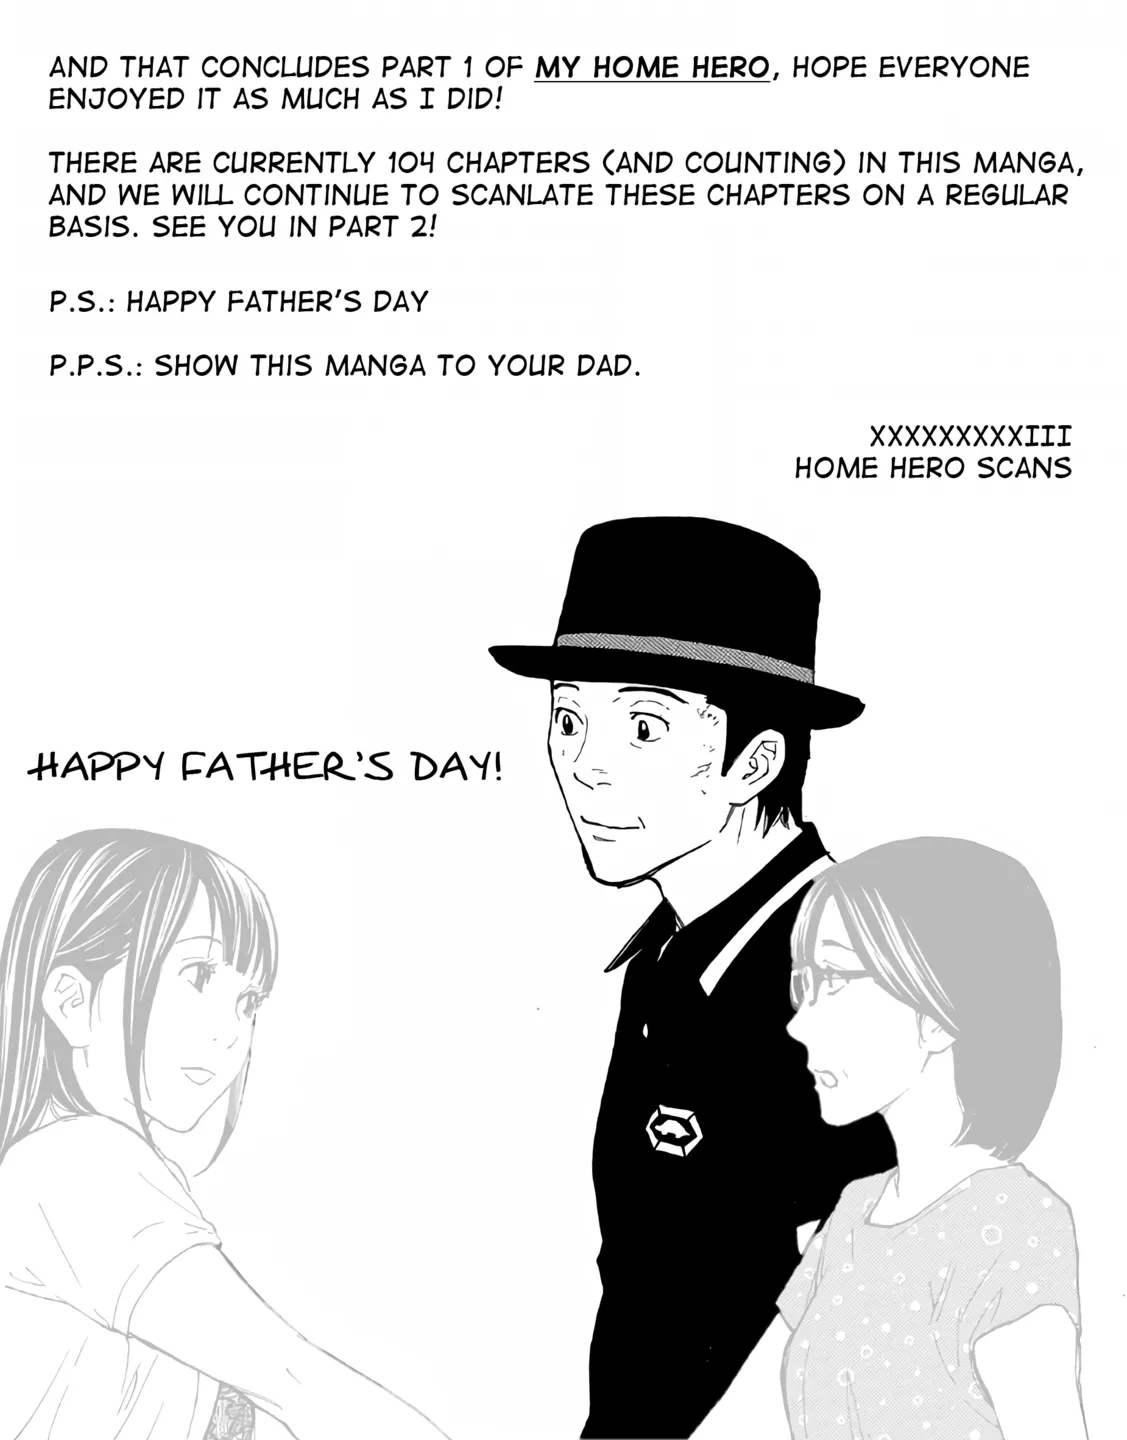 AND THAT CONCLUDES PART 1 OF MY HOME HERO, HOPE EVERYONE
ENJOYED IT AS MUCH AS I DID!
THERE ARE CURRENTLY 104 CHAPTERS (AND COUNTING) IN THIS MANGA,
AND WE WILL CONTINUE TO SCANLATE THESE CHAPTERS ON A REGULAR
BASIS. SEE YOU IN PART 2!
P.S.: HAPPY FATHER'S DAY
P.P.S.: SHOW THIS MANGA TO YOUR DAD.
XXXXXXXXXIII
HOME HERO SCANS
HAPPY FATHER'S DAY!